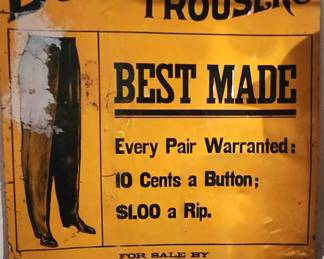 TROUSERS
BEST MADE
Every Pair Warranted:
10 Cents a Button;
$1.00 a Rip.
FOR SALE BY